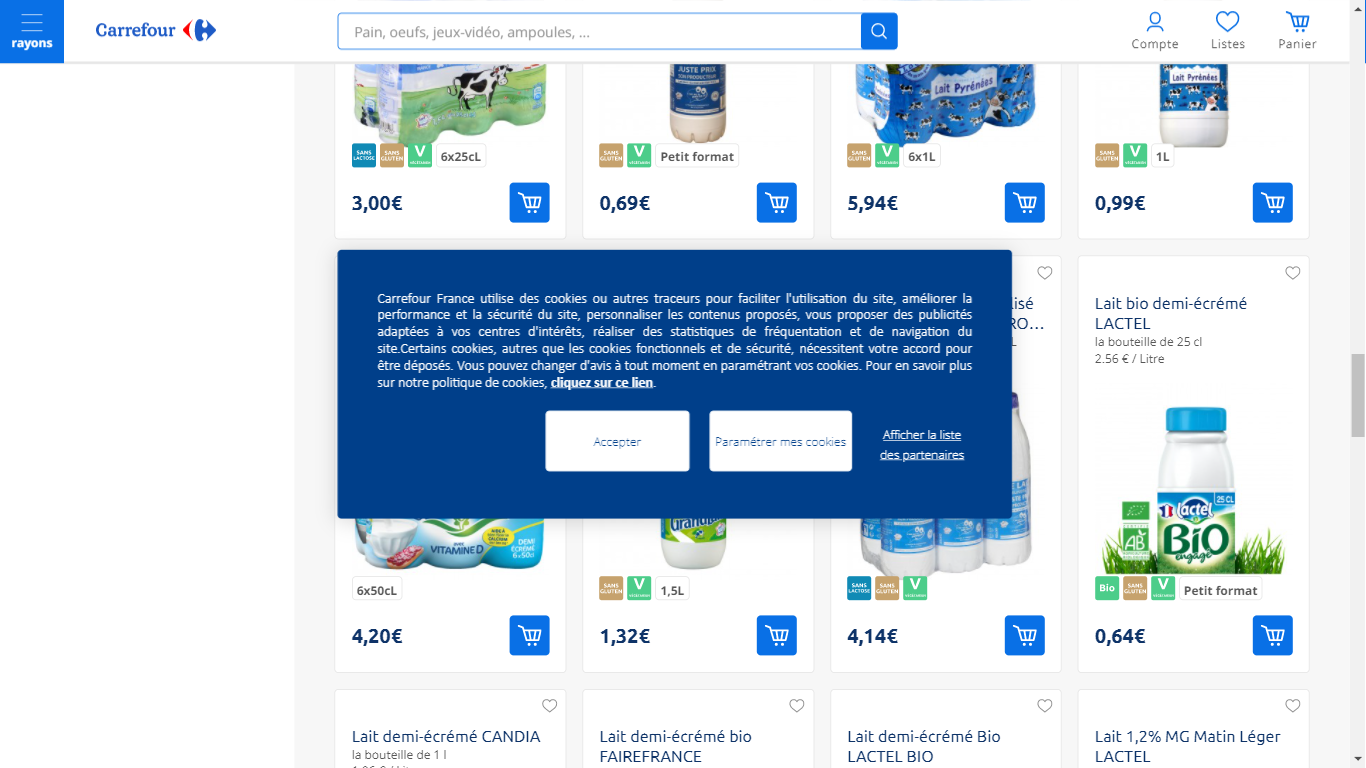 rayons
Carrefour
Pain, oeufs, jeux-vidéo, ampoules, ...
Compte
Listes
Panier
JUSTE PRIX
Lait Pyrénées
Lait Pyrénées
SANS LACTOSE
SANS GLUTEN
V
6x25cL
SANS GLUTEN
V
Petit format
SANS GLUTEN
V
6x1L
SANS GLUTEN
V
1L
3,00€
0,69€
5,94€
0,99€
Carrefour France utilise des cookies ou autres traceurs pour faciliter l'utilisation du site, améliorer la
performance et la sécurité du site, personnaliser les contenus proposés, vous proposer des publicités
adaptées à vos centres d'intérêts, réaliser des statistiques de fréquentation et de navigation du
site.Certains cookies, autres que les cookies fonctionnels et de sécurité, nécessitent votre accord pour
être déposés. Vous pouvez changer d'avis à tout moment en paramétrant vos cookies. Pour en savoir plus
sur notre politique de cookies, cliquez sur ce lien.
Accepter
Paramétrer mes cookies
Afficher la liste
des partenaires
Lait bio demi-écrémé
LACTEL
la bouteille de 25 cl
2.56 € / Litre
25 CL
lactel
BIO
engagé
AB
VITAMINE D
DEMI
ÉCRÉMÉ
6x50cl
Grandlait
6x50cL
SANS GLUTEN
V
1,5L
SANS LACTOSE
SANS GLUTEN
V
Bio
SANS GLUTEN
V
Petit format
4,20€
1,32€
4,14€
0,64€
Lait demi-écrémé CANDIA
la bouteille de 1 l
Lait demi-écrémé bio
FAIREFRANCE
Lait demi-écrémé Bio
LACTEL BIO
Lait 1,2% MG Matin Léger
LACTEL